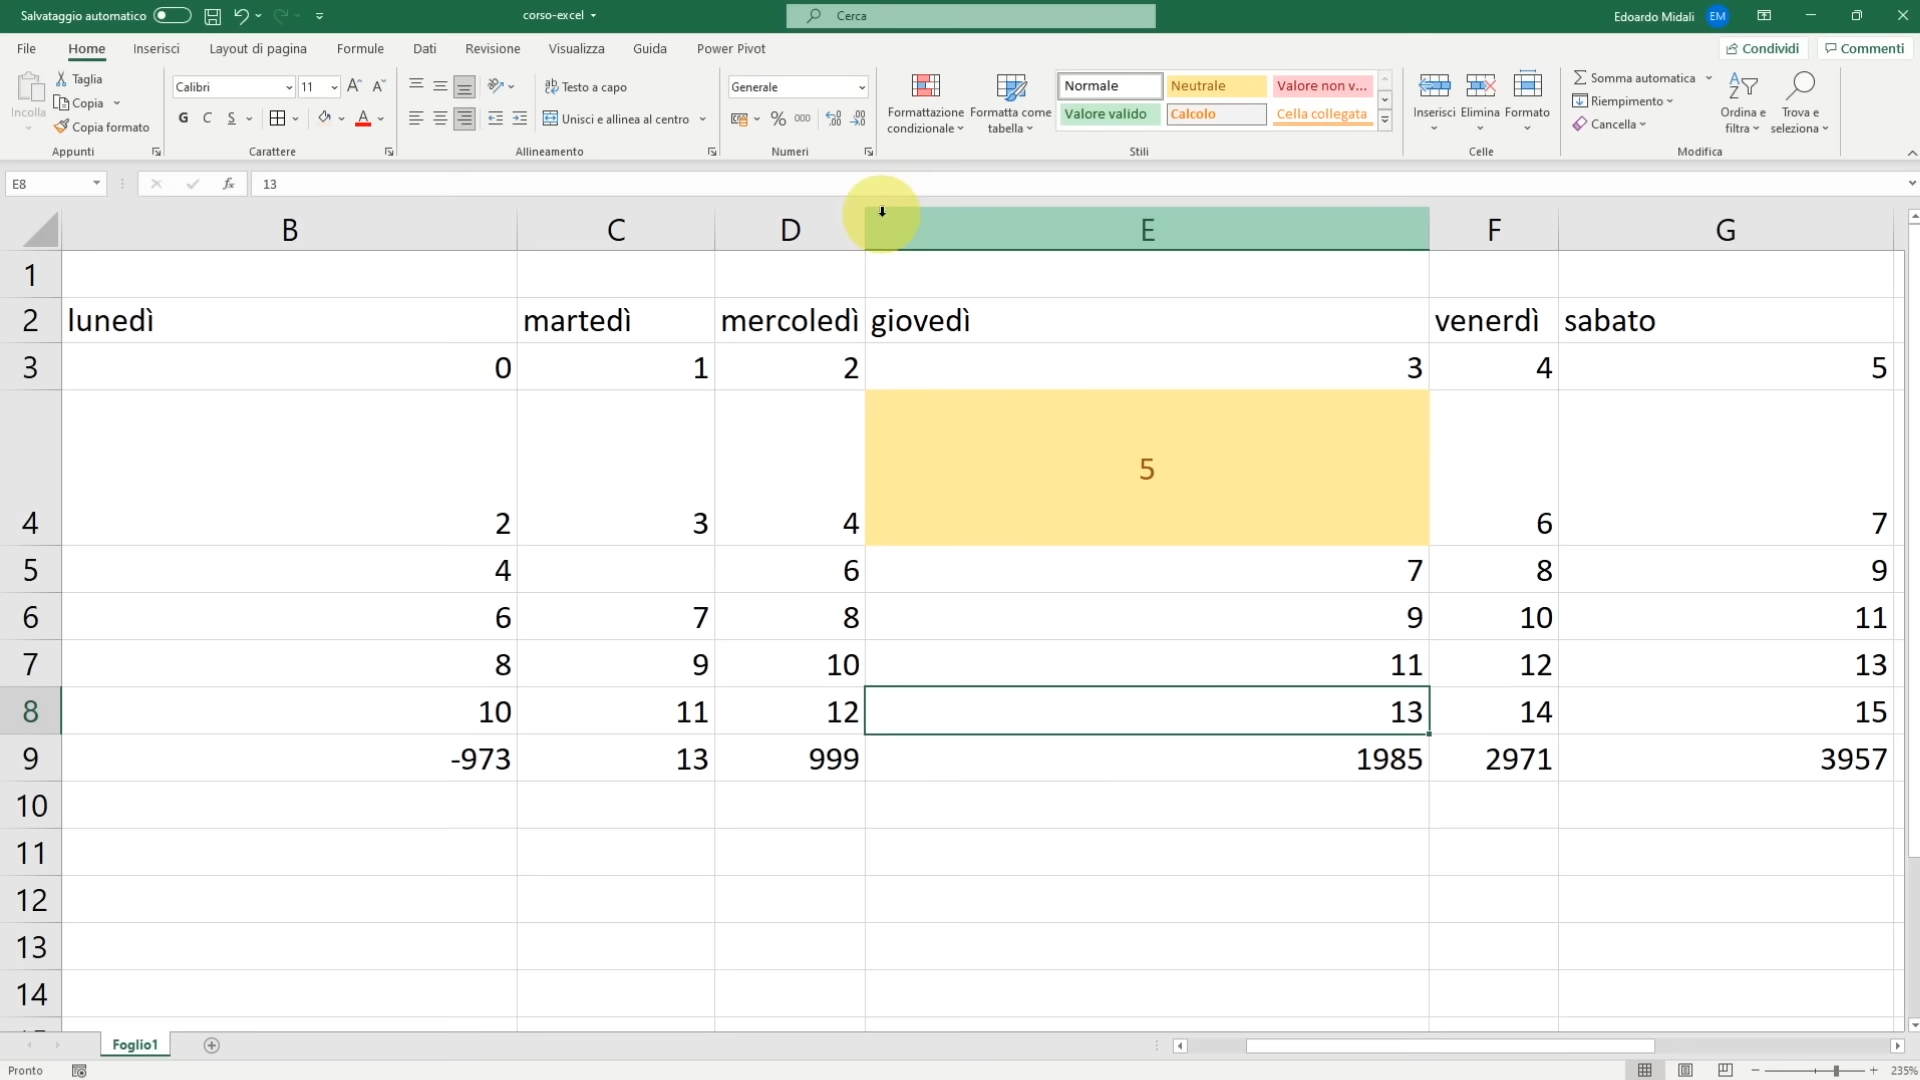 Salvataggio automatico
corso-excel
Cerca
Edoardo Midali
EM
File
Home
Inserisci
Layout di pagina
Formule
Dati
Revisione
Visualizza
Guida
Power Pivot
Condividi
Commenti
Incolla
Taglia
Copia
Copia formato
Appunti
Calibri
11
G
C
S
Carattere
Testo a capo
Unisci e allinea al centro
Allineamento
Generale
%
000
Numeri
Formattazione
condizionale
Formatta come
tabella
Normale
Neutrale
Valore non v...
Valore valido
Calcolo
Cella collegata
Stili
Inserisci
Elimina
Formato
Celle
Somma automatica
Riempimento
Cancella
Ordina e
filtra
Trova e
seleziona
Modifica
E8
fx
13
B C D E F G
1
2 lunedì martedì mercoledì giovedì venerdì sabato
3 0 1 2 3 4 5
4 2 3 4 5 6 7
5 4 6 7 8 9
6 6 7 8 9 10 11
7 8 9 10 11 12 13
8 10 11 12 13 14 15
9 -973 13 999 1985 2971 3957
10
11
12
13
14
Foglio1
Pronto
235%